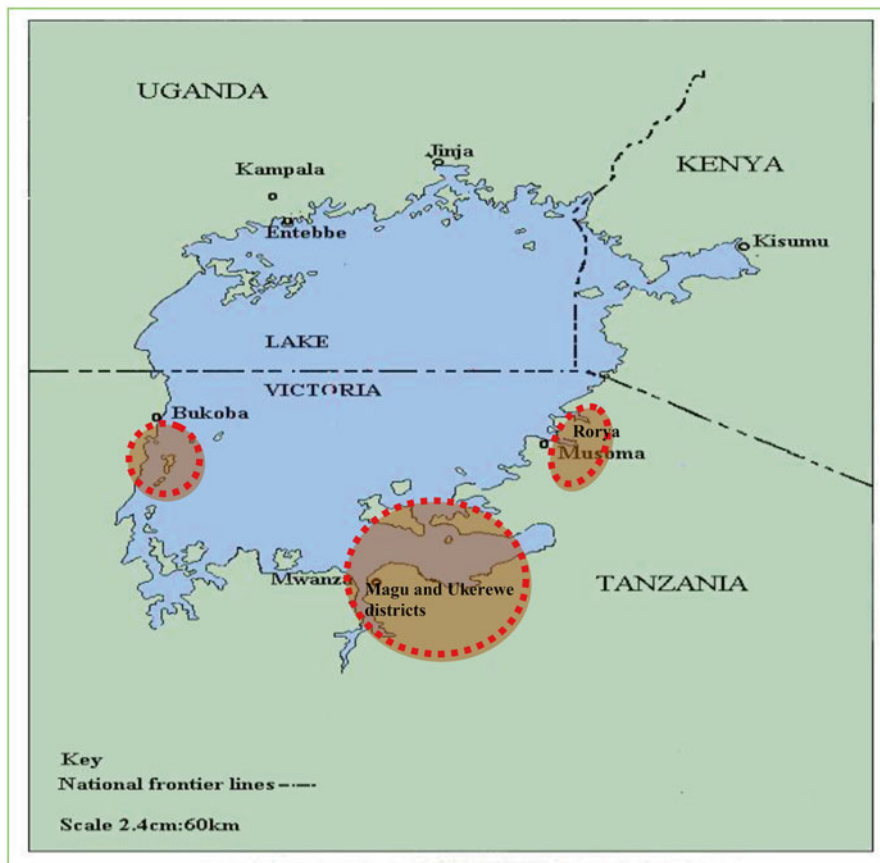 UGANDA
Jinja
KENYA
Kampala
Entebbe
Kisumu
LAKE
VICTORIA
Bukoba
Rorya
Musoma
Mwanza
Magu and Ukerewe
districts
TANZANIA
Key
National frontier lines
Scale 2.4cm:60km